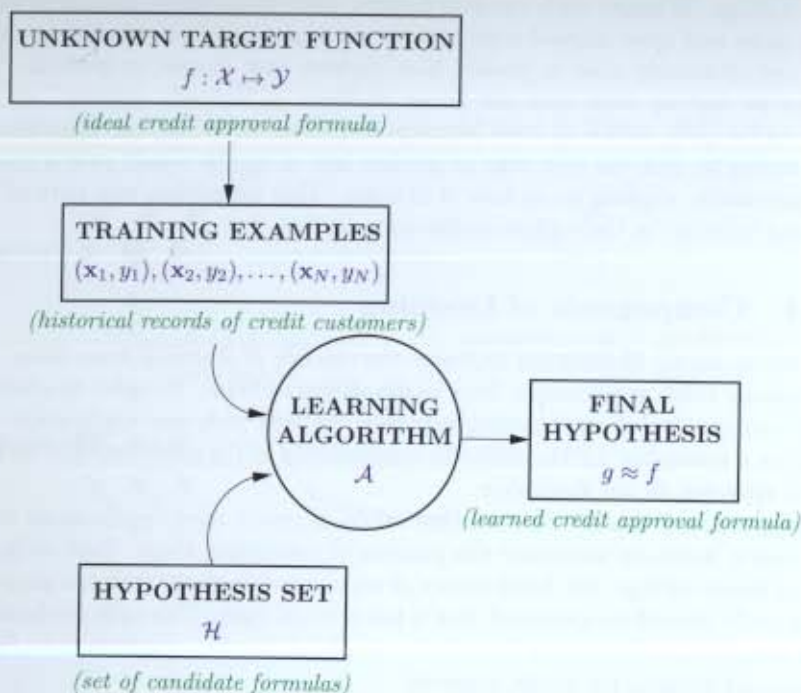 UNKNOWN TARGET FUNCTION
f : 𝒳 ↦ 𝒴
(ideal credit approval formula)
TRAINING EXAMPLES
(x₁, y₁), (x₂, y₂), . . . , (x_N, y_N)
(historical records of credit customers)
LEARNING
ALGORITHM
𝒜
FINAL
HYPOTHESIS
g ≈ f
(learned credit approval formula)
HYPOTHESIS SET
ℋ
(set of candidate formulas)